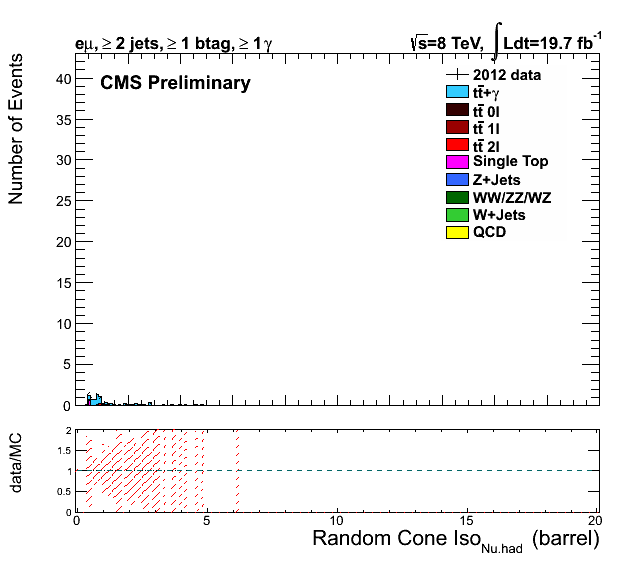 eμ, ≥ 2 jets, ≥ 1 btag, ≥ 1 γ √s=8 TeV, ∫Ldt=19.7 fb⁻¹
Number of Events
CMS Preliminary
2012 data
tt̄+γ
tt̄ 0l
tt̄ 1l
tt̄ 2l
Single Top
Z+Jets
WW/ZZ/WZ
W+Jets
QCD
40
35
30
25
20
15
10
5
0
data/MC
2
1.5
1
0.5
0
0 5 10 15 20
Random Cone Iso_Nu.had (barrel)